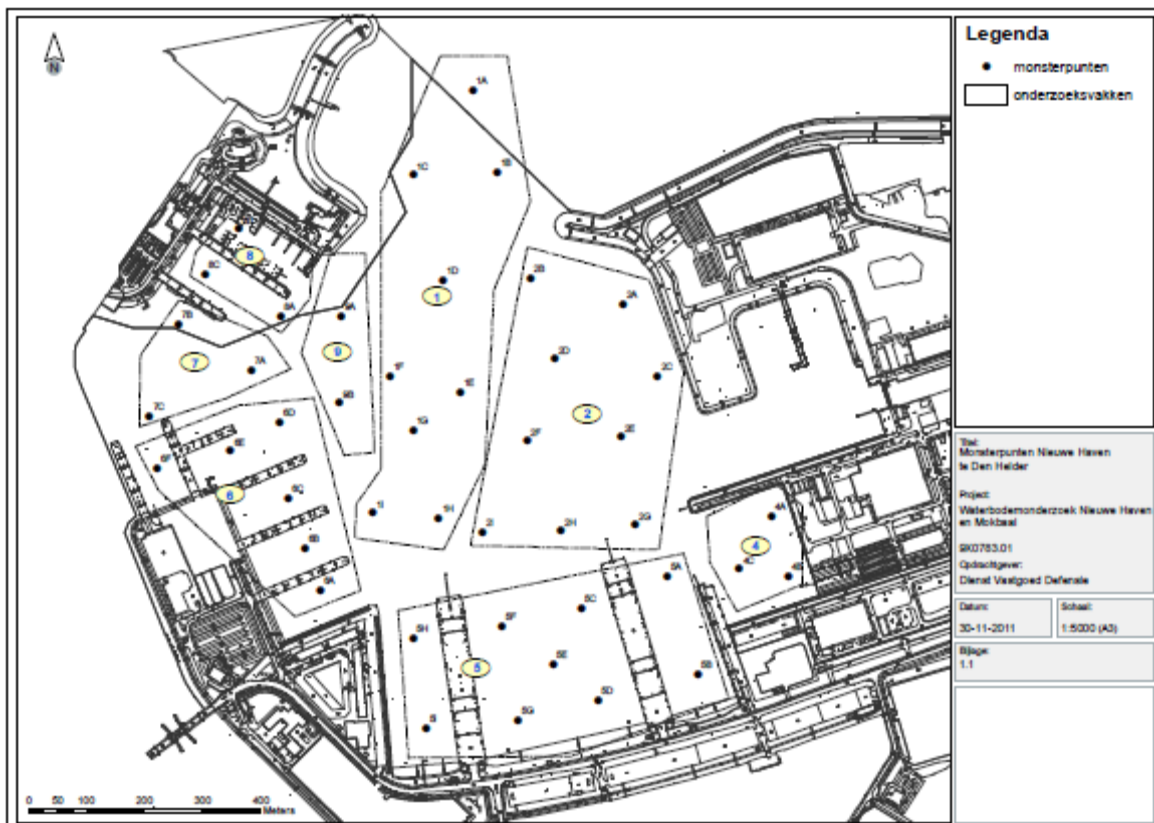 Legenda
monsterpunten
onderzoeksvakken
N
1A
1C
1B
8
8C
1D
2B
1
2A
8A
9A
7B
9
7
2D
7A
1F
2C
1E
9B
2
7C
6D
1G
2F
2E
6E
6F
6
6C
4A
1I
1H
2I
2H
2G
6B
4
4C
4B
5A
6A
5C
5F
5H
5E
5
5B
5D
5G
5I
Titel:
Monsterpunten Nieuwe Haven
te Den Helder
Project:
Waterbodemonderzoek Nieuwe Haven
en Mokbaai
9X0763.01
Opdrachtgever:
Dienst Vastgoed Defensie
Datum:
30-11-2011
Schaal:
1:5000 (A3)
Bijlage:
1.1
0 50 100 200 300 400
Meters